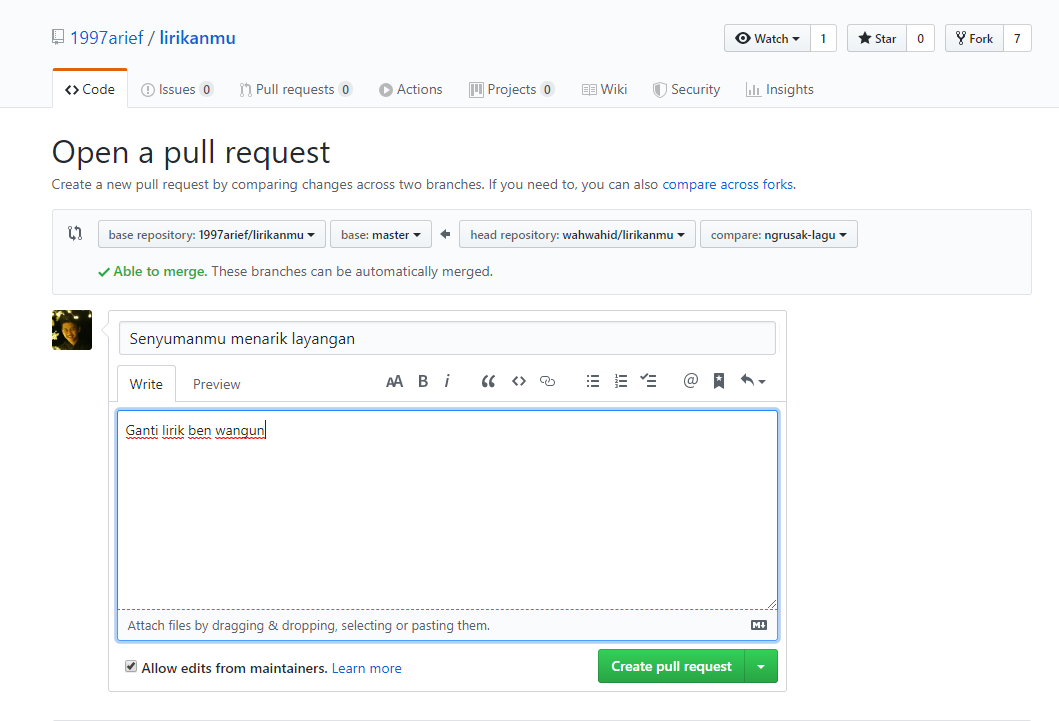 1997arief / lirikanmu
Watch 1 Star 0 Fork 7
Code Issues 0 Pull requests 0 Actions Projects 0 Wiki Security Insights
Open a pull request
Create a new pull request by comparing changes across two branches. If you need to, you can also compare across forks.
base repository: 1997arief/lirikanmu base: master head repository: wahwahid/lirikanmu compare: ngrusak-lagu
Able to merge. These branches can be automatically merged.
Senyumanmu menarik layangan
Write Preview AA B i @
Ganti lirik ben wangun
Attach files by dragging & dropping, selecting or pasting them.
Allow edits from maintainers. Learn more Create pull request